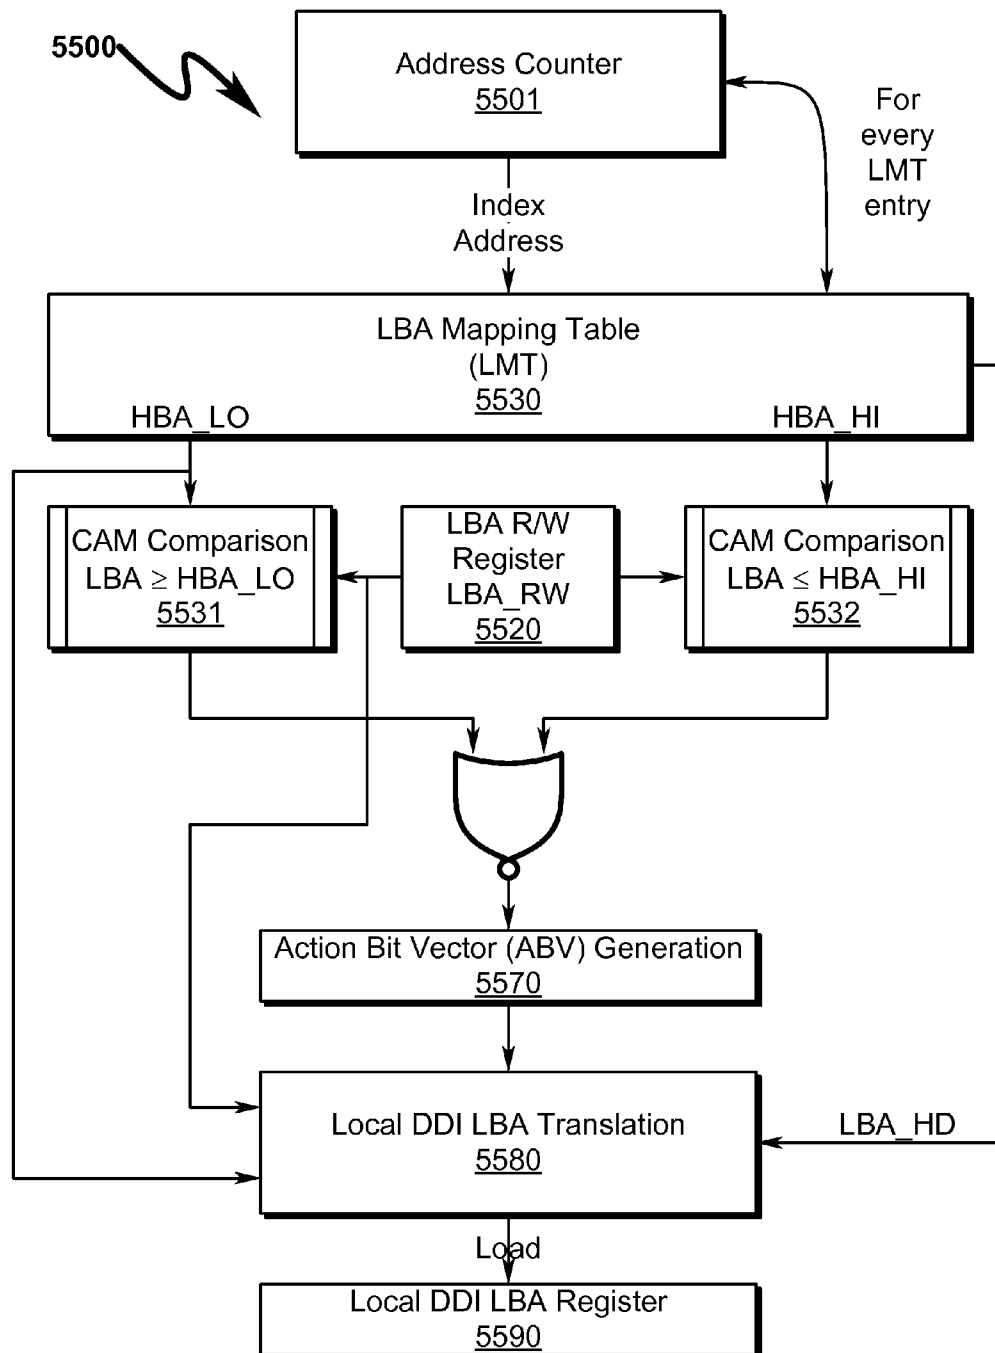 5500
Address Counter
5501
For
every
LMT
entry
Index
Address
LBA Mapping Table
(LMT)
5530
HBA_LO
HBA_HI
CAM Comparison
LBA ≥ HBA_LO
5531
LBA R/W
Register
LBA_RW
5520
CAM Comparison
LBA ≤ HBA_HI
5532
Action Bit Vector (ABV) Generation
5570
Local DDI LBA Translation
5580
LBA_HD
Load
Local DDI LBA Register
5590